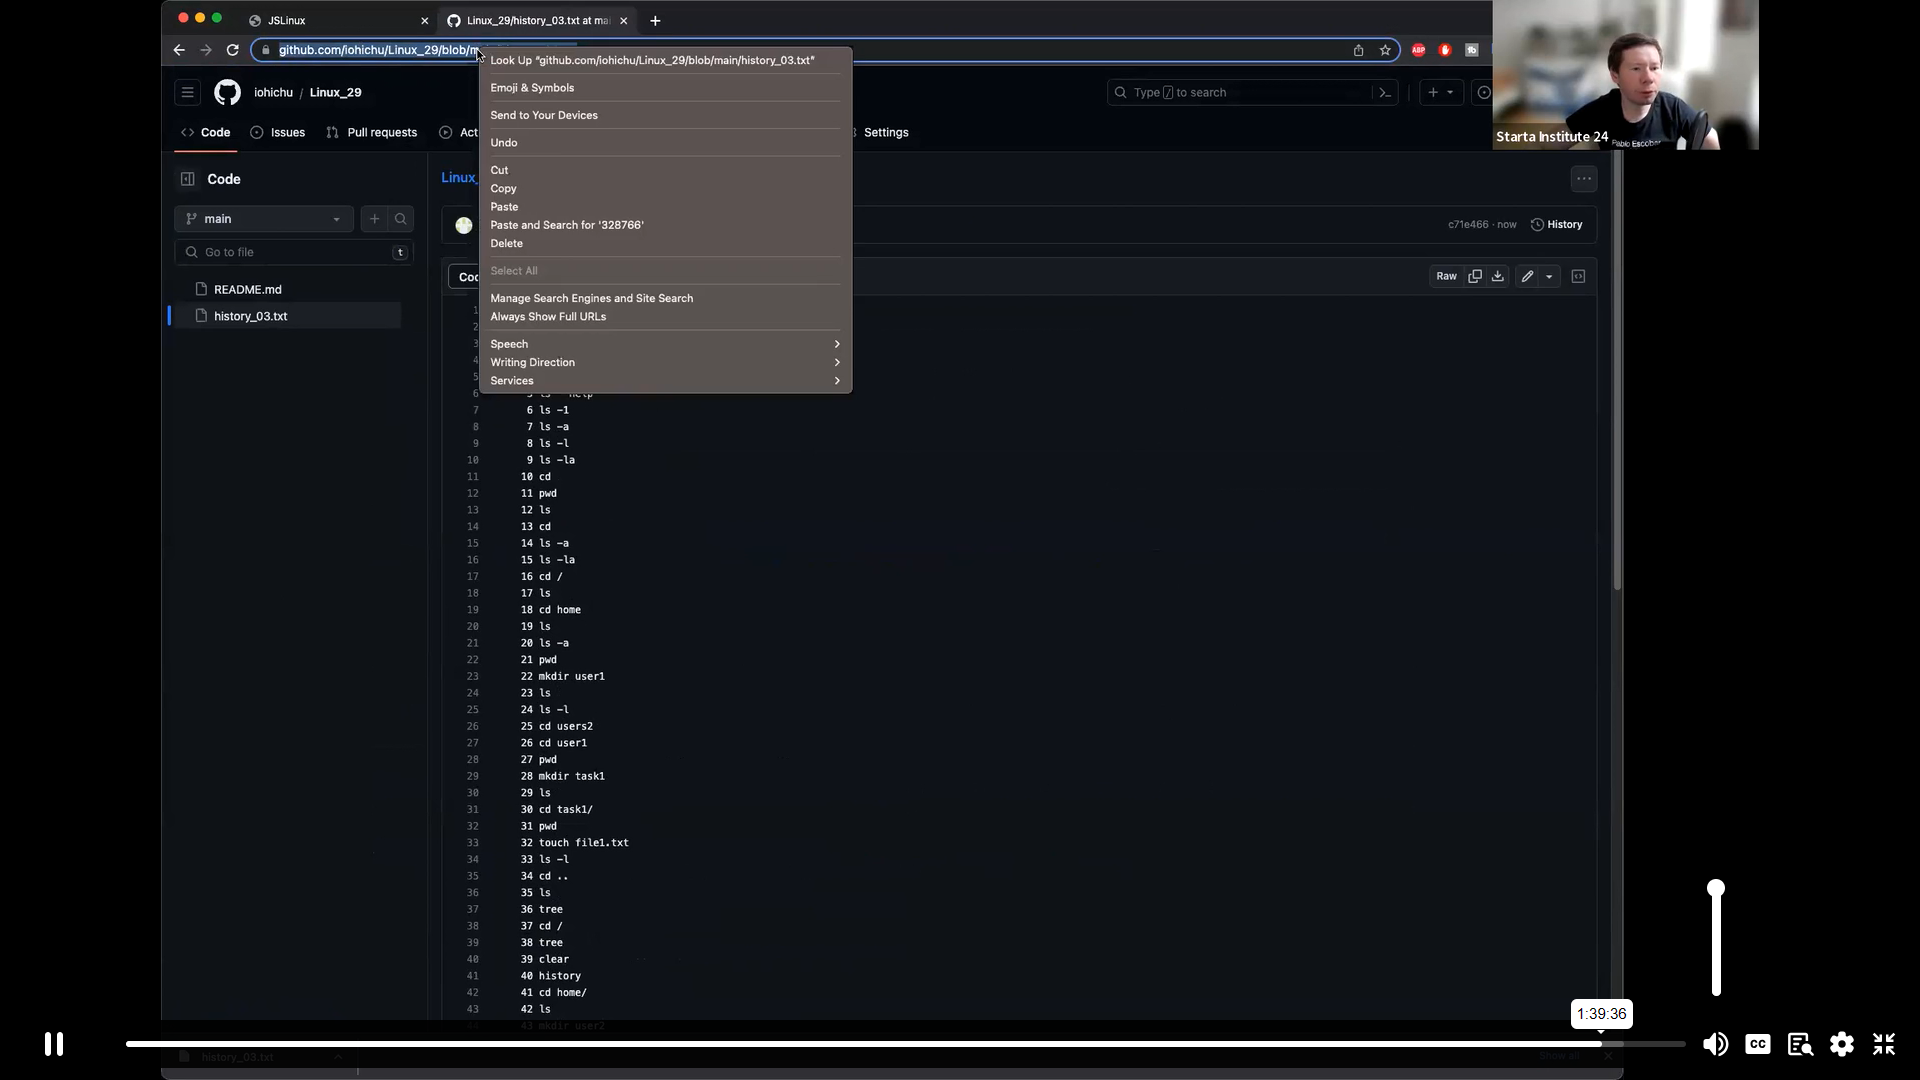 JSLinux
Linux_29/history_03.txt at mai
github.com/iohichu/Linux_29/blob/m
Look Up "github.com/iohichu/Linux_29/blob/main/history_03.txt"
Emoji & Symbols
Send to Your Devices
Undo
Cut
Copy
Paste
Paste and Search for '328766'
Delete
Select All
Manage Search Engines and Site Search
Always Show Full URLs
Speech
Writing Direction
Services
ABP
iohichu / Linux_29
Type / to search
Code
Issues
Pull requests
Act
Settings
Starta Institute 24
Pablo Escobar
Code
Linux_
main
c71e466 · now
History
Go to file
t
Cod
Raw
README.md
history_03.txt
1
2
3
4
5
6 5 ls --help
7 6 ls -1
8 7 ls -a
9 8 ls -l
10 9 ls -la
11 10 cd
12 11 pwd
13 12 ls
14 13 cd
15 14 ls -a
16 15 ls -la
17 16 cd /
18 17 ls
19 18 cd home
20 19 ls
21 20 ls -a
22 21 pwd
23 22 mkdir user1
24 23 ls
25 24 ls -l
26 25 cd users2
27 26 cd user1
28 27 pwd
29 28 mkdir task1
30 29 ls
31 30 cd task1/
32 31 pwd
33 32 touch file1.txt
34 33 ls -l
35 34 cd ..
36 35 ls
37 36 tree
38 37 cd /
39 38 tree
40 39 clear
41 40 history
42 41 cd home/
43 42 ls
44 43 mkdir user2
1:39:36
history_03.txt
Show all
CC